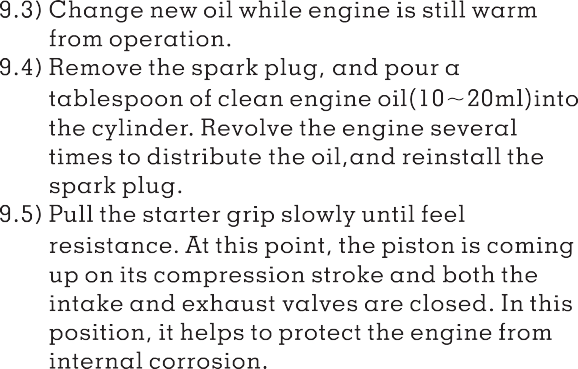 9.3) Change new oil while engine is still warm
from operation.
9.4) Remove the spark plug, and pour a
tablespoon of clean engine oil(10~20ml)into
the cylinder. Revolve the engine several
times to distribute the oil,and reinstall the
spark plug.
9.5) Pull the starter grip slowly until feel
resistance. At this point, the piston is coming
up on its compression stroke and both the
intake and exhaust valves are closed. In this
position, it helps to protect the engine from
internal corrosion.